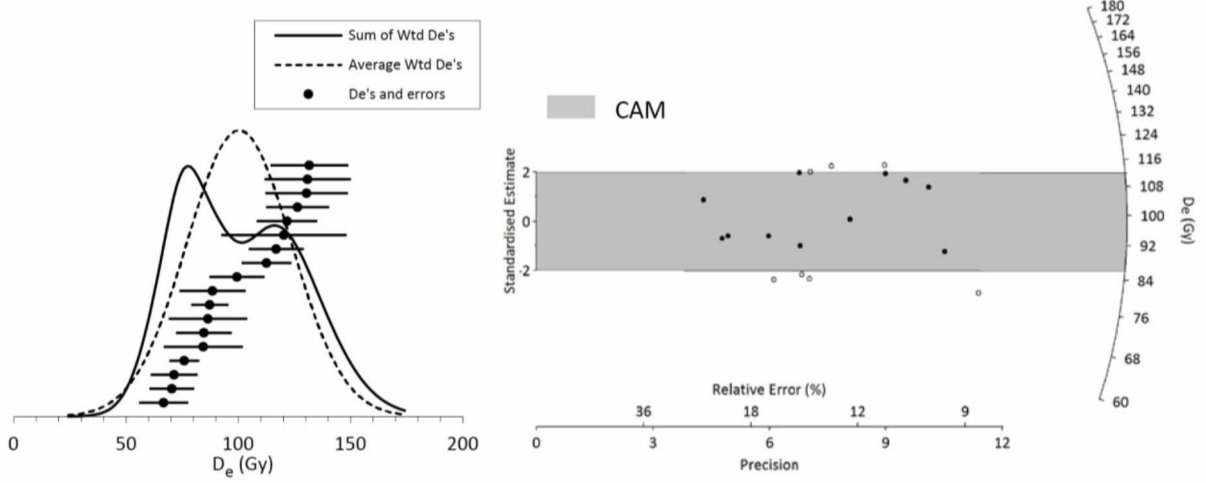 Sum of Wtd De's
Average Wtd De's
De's and errors
0 50 100 150 200
De (Gy)
CAM
Standardised Estimate
2
0
-2
180
172
164
156
148
140
132
124
116
108
100
92
84
76
68
60
De (Gy)
Relative Error (%)
36 18 12 9
0 3 6 9 12
Precision